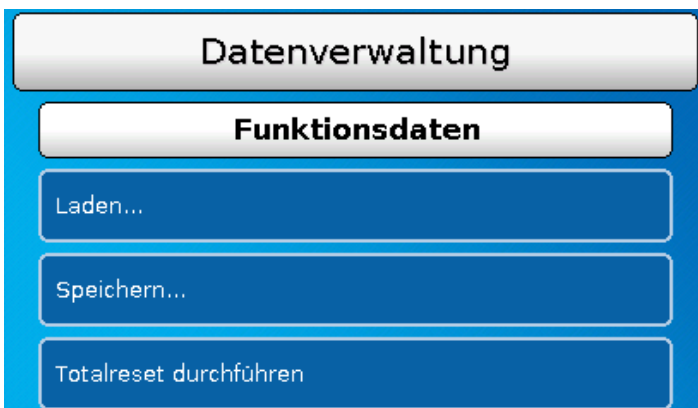 Datenverwaltung
Funktionsdaten
Laden...
Speichern...
Totalreset durchführen